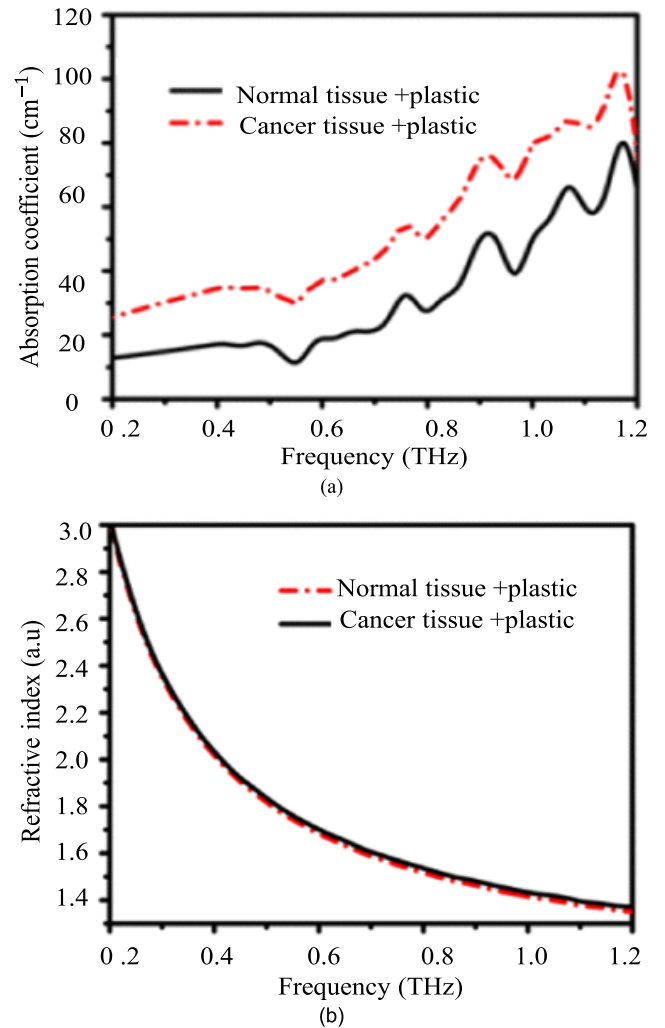 120
100
80
60
40
20
0
Absorption coefficient (cm⁻¹)
Normal tissue +plastic
Cancer tissue +plastic
0 .2 0.4 0.6 0.8 1.0 1.2
Frequency (THz)
(a)
3.0
2.8
2.6
2.4
2.2
2.0
1.8
1.6
1.4
Refractive index (a.u)
Normal tissue +plastic
Cancer tissue +plastic
0 .2 0.4 0.6 0.8 1.0 1.2
Frequency (THz)
(b)